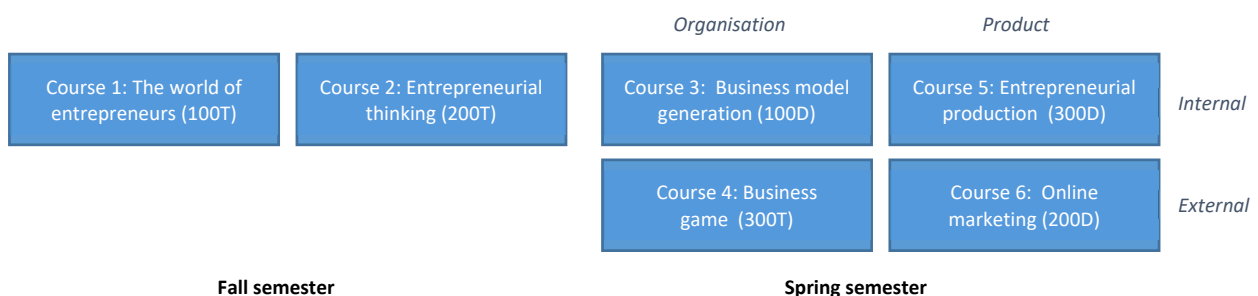 Organisation
Product
Course 1: The world of
entrepreneurs (100T)
Course 2: Entrepreneurial
thinking (200T)
Course 3:  Business model
generation (100D)
Course 5: Entrepreneurial
production  (300D)
Internal
Course 4: Business
game  (300T)
Course 6:  Online
marketing (200D)
External
Fall semester
Spring semester